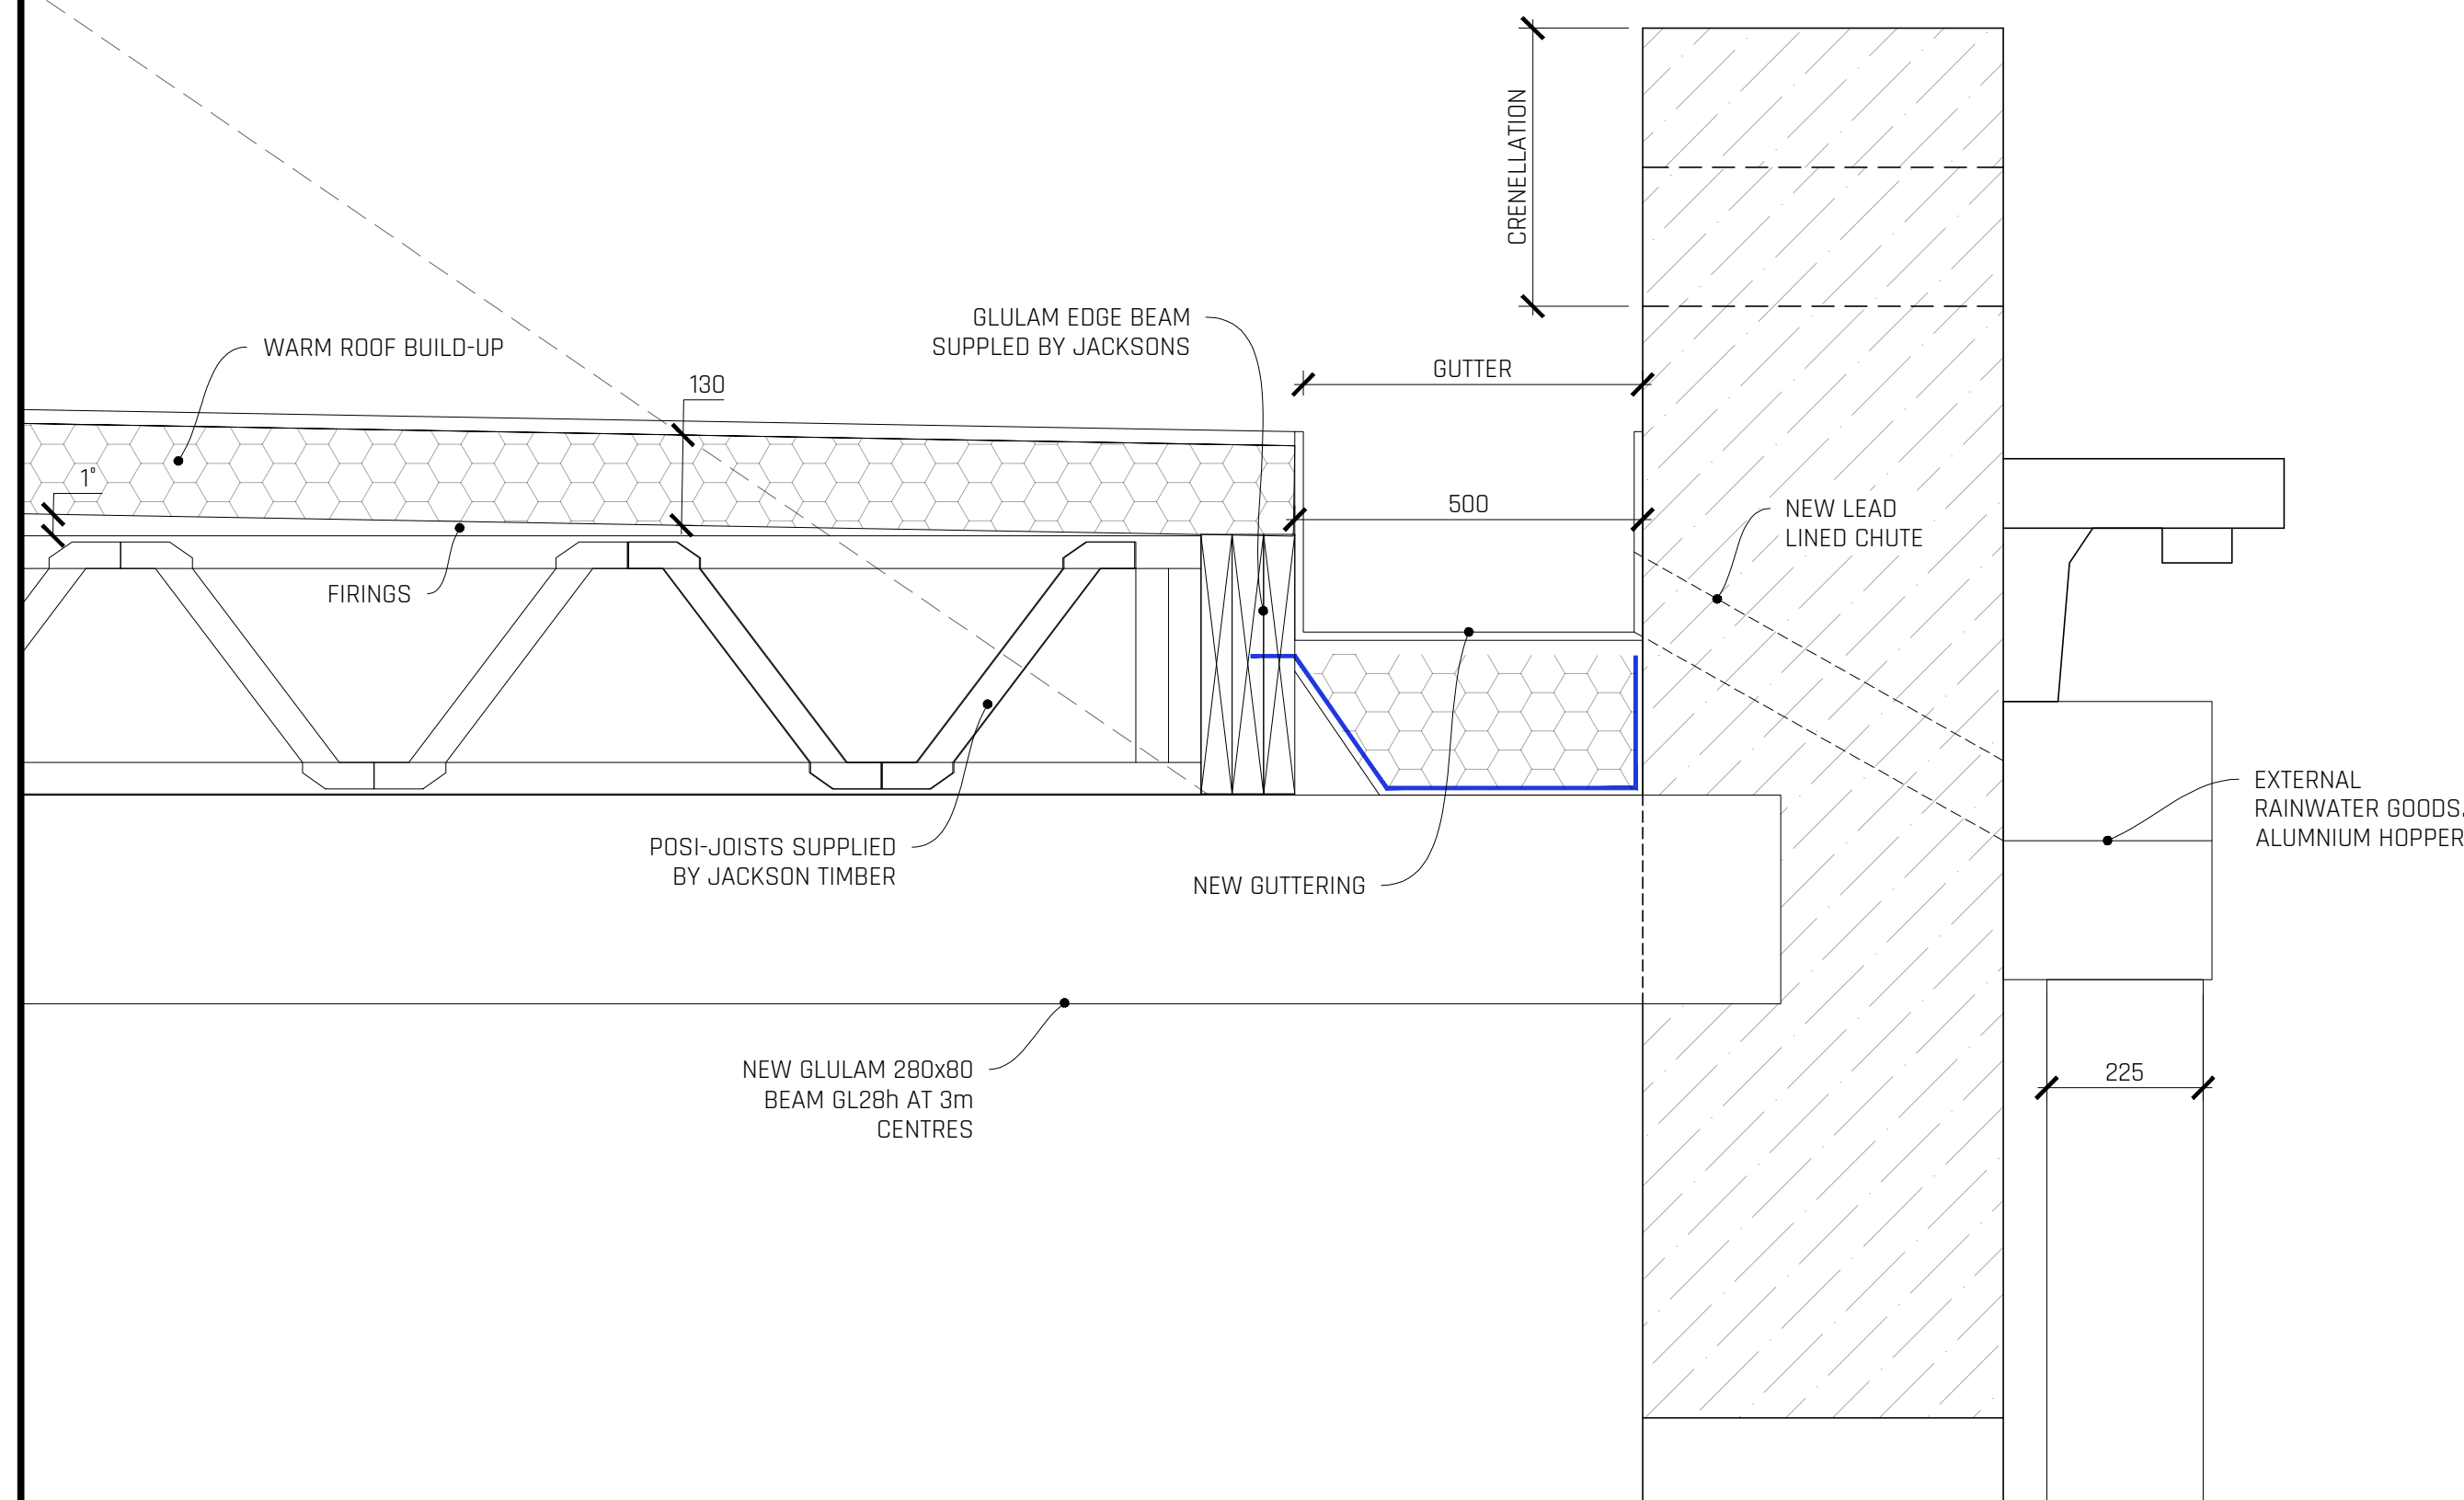 CRENELLATION
GLULAM EDGE BEAM
SUPPLED BY JACKSONS
WARM ROOF BUILD-UP
GUTTER
130
1°
500
NEW LEAD
LINED CHUTE
FIRINGS
EXTERNAL
RAINWATER GOODS.
ALUMNIUM HOPPER
POSI-JOISTS SUPPLIED
BY JACKSON TIMBER
NEW GUTTERING
NEW GLULAM 280x80
BEAM GL28h AT 3m
CENTRES
225